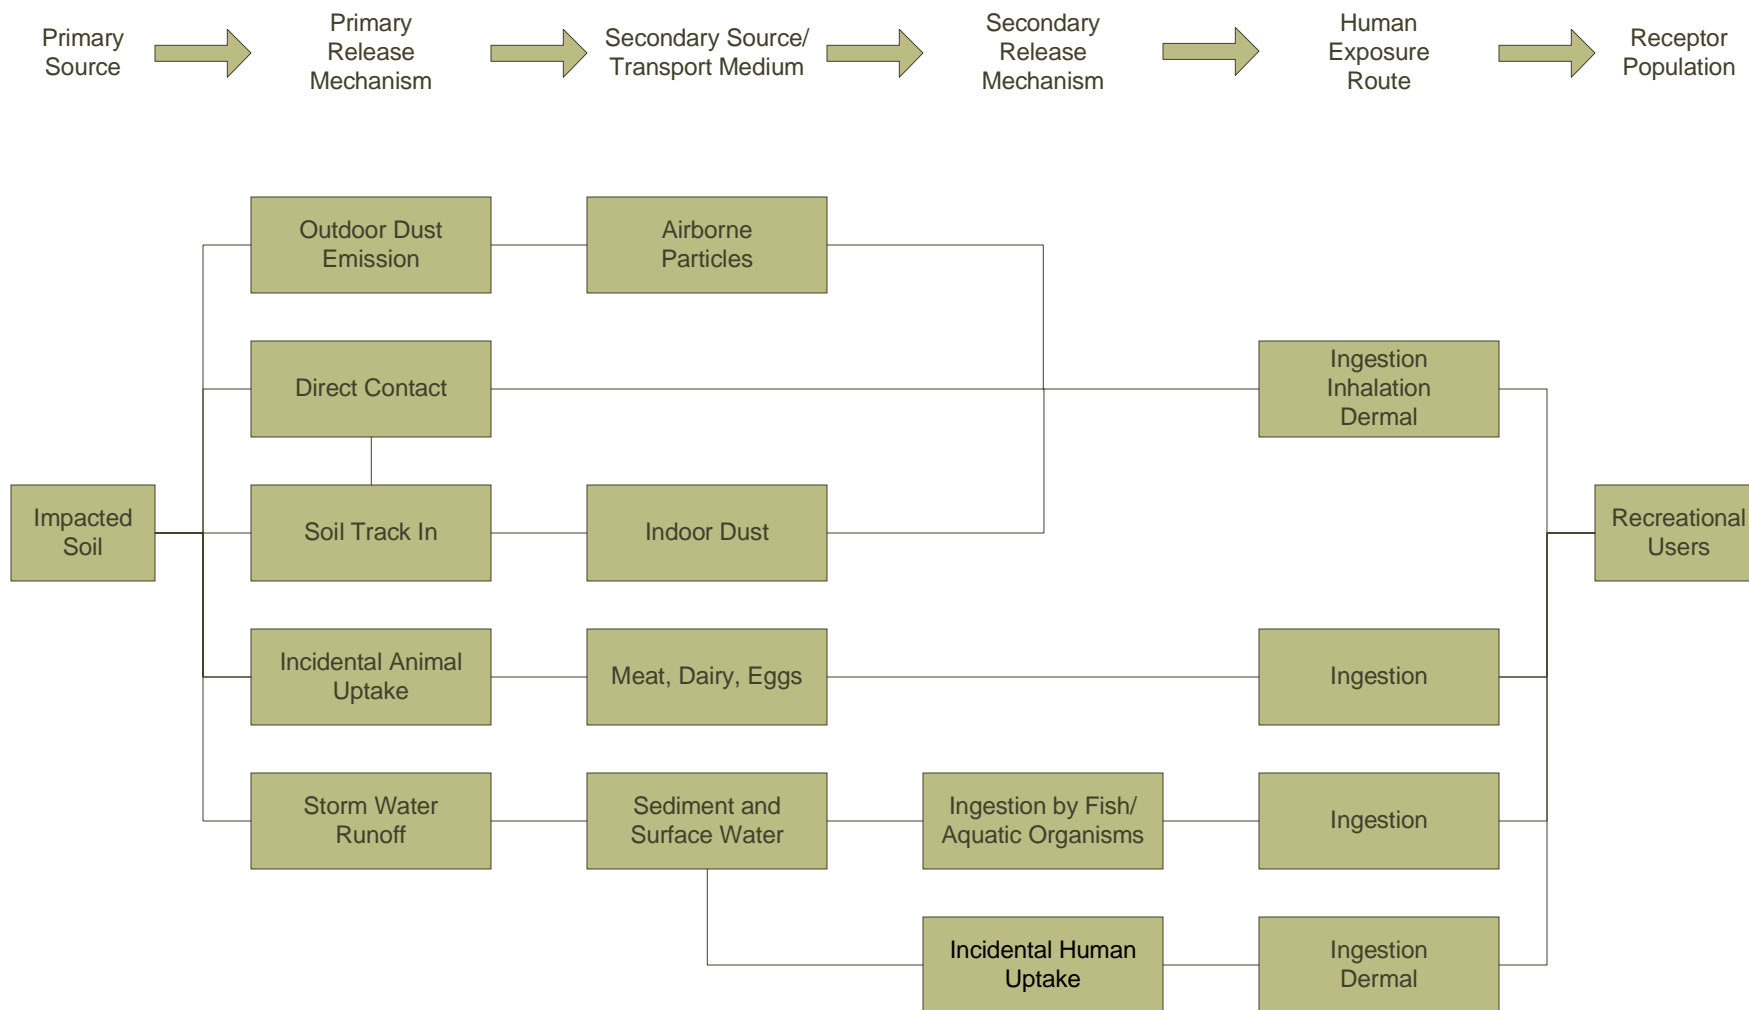 Primary
Source
Primary
Release
Mechanism
Secondary Source/
Transport Medium
Secondary
Release
Mechanism
Human
Exposure
Route
Receptor
Population
Outdoor Dust
Emission
Airborne
Particles
Direct Contact
Ingestion
Inhalation
Dermal
Impacted
Soil
Soil Track In
Indoor Dust
Recreational
Users
Incidental Animal
Uptake
Meat, Dairy, Eggs
Ingestion
Storm Water
Runoff
Sediment and
Surface Water
Ingestion by Fish/
Aquatic Organisms
Ingestion
Incidental Human
Uptake
Ingestion
Dermal